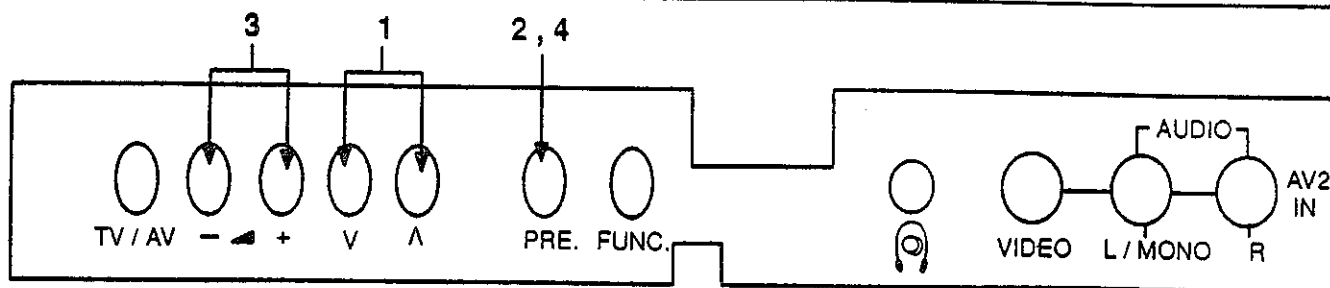 3 1 2 , 4
AUDIO
AV2
IN
TV / AV − + V Λ PRE. FUNC. VIDEO L / MONO R